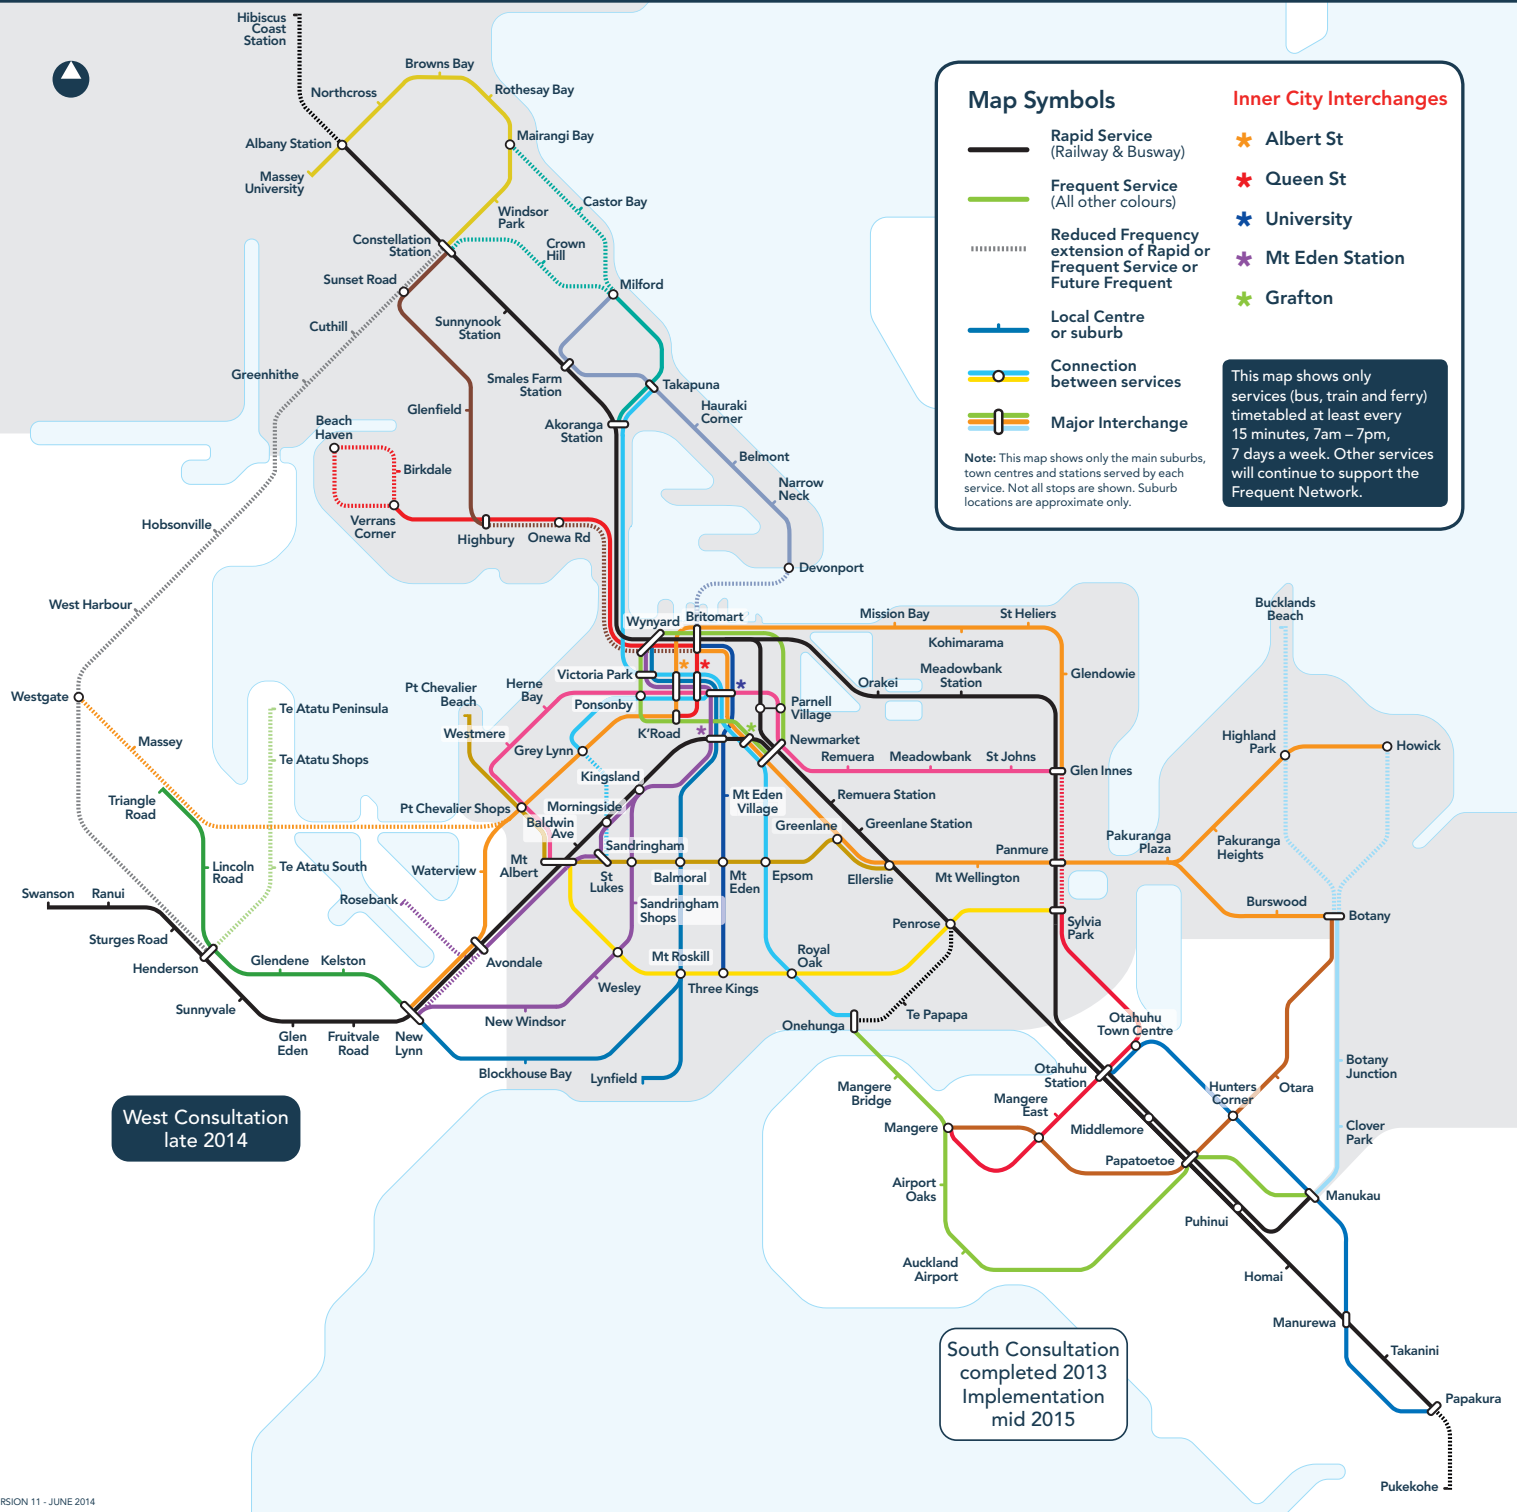 Hibiscus
Coast
Station
Browns Bay
Northcross
Rothesay Bay
Albany Station
Mairangi Bay
Massey
University
Castor Bay
Windsor
Park
Constellation
Station
Crown
Hill
Sunset Road
Milford
Cuthill
Sunnynook
Station
Greenhithe
Smales Farm
Station
Takapuna
Glenfield
Hauraki
Corner
Beach
Haven
Akoranga
Station
Birkdale
Belmont
Narrow
Neck
Verrans
Corner
Highbury
Onewa Rd
Hobsonville
Devonport
West Harbour
Westgate
Map Symbols
Rapid Service
(Railway & Busway)
Frequent Service
(All other colours)
Reduced Frequency
extension of Rapid or
Frequent Service or
Future Frequent
Local Centre
or suburb
Connection
between services
Major Interchange
Note: This map shows only the main suburbs,
town centres and stations served by each
service. Not all stops are shown. Suburb
locations are approximate only.
Inner City Interchanges
Albert St
Queen St
University
Mt Eden Station
Grafton
This map shows only
services (bus, train and ferry)
timetabled at least every
15 minutes, 7am – 7pm,
7 days a week. Other services
will continue to support the
Frequent Network.
Wynyard
Britomart
Mission Bay
St Heliers
Kohimarama
Bucklands
Beach
Victoria Park
Meadowbank
Station
Orakei
Glendowie
Pt Chevalier
Beach
Herne
Bay
Ponsonby
Parnell
Village
Te Atatu Peninsula
Westmere
K'Road
Massey
Grey Lynn
Newmarket
Highland
Park
Howick
Te Atatu Shops
Remuera
Meadowbank
St Johns
Glen Innes
Kingsland
Triangle
Road
Pt Chevalier Shops
Morningside
Mt Eden
Village
Remuera Station
Baldwin
Ave
Greenlane
Greenlane Station
Pakuranga
Plaza
Pakuranga
Heights
Sandringham
Panmure
Lincoln
Road
Te Atatu South
Waterview
Mt
Albert
St
Lukes
Balmoral
Mt
Eden
Epsom
Ellerslie
Mt Wellington
Swanson
Ranui
Rosebank
Sandringham
Shops
Burswood
Botany
Penrose
Sylvia
Park
Sturges Road
Henderson
Glendene
Kelston
Avondale
Mt Roskill
Royal
Oak
Wesley
Three Kings
Sunnyvale
Glen
Eden
Fruitvale
Road
New
Lynn
New Windsor
Onehunga
Te Papapa
Otahuhu
Town Centre
Blockhouse Bay
Lynfield
Otahuhu
Station
Botany
Junction
Mangere
Bridge
Mangere
East
Hunters
Corner
Otara
West Consultation
late 2014
Mangere
Middlemore
Clover
Park
Papatoetoe
Airport
Oaks
Manukau
Puhinui
Auckland
Airport
Homai
Manurewa
South Consultation
completed 2013
Implementation
mid 2015
Takanini
Papakura
Pukekohe
RSION 11 - JUNE 2014